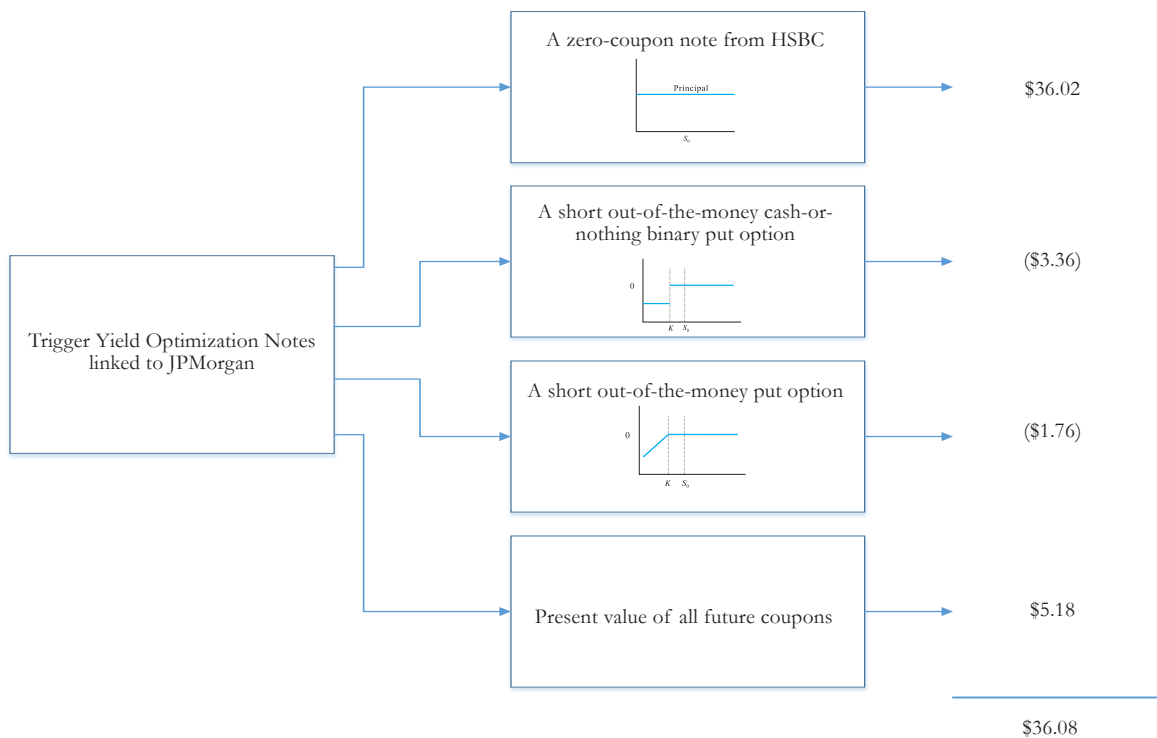 A zero-coupon note from HSBC
Principal
S0
$36.02
A short out-of-the-money cash-or-
nothing binary put option
0
K
S0
($3.36)
Trigger Yield Optimization Notes
linked to JPMorgan
A short out-of-the-money put option
0
K
S0
($1.76)
Present value of all future coupons
$5.18
$36.08